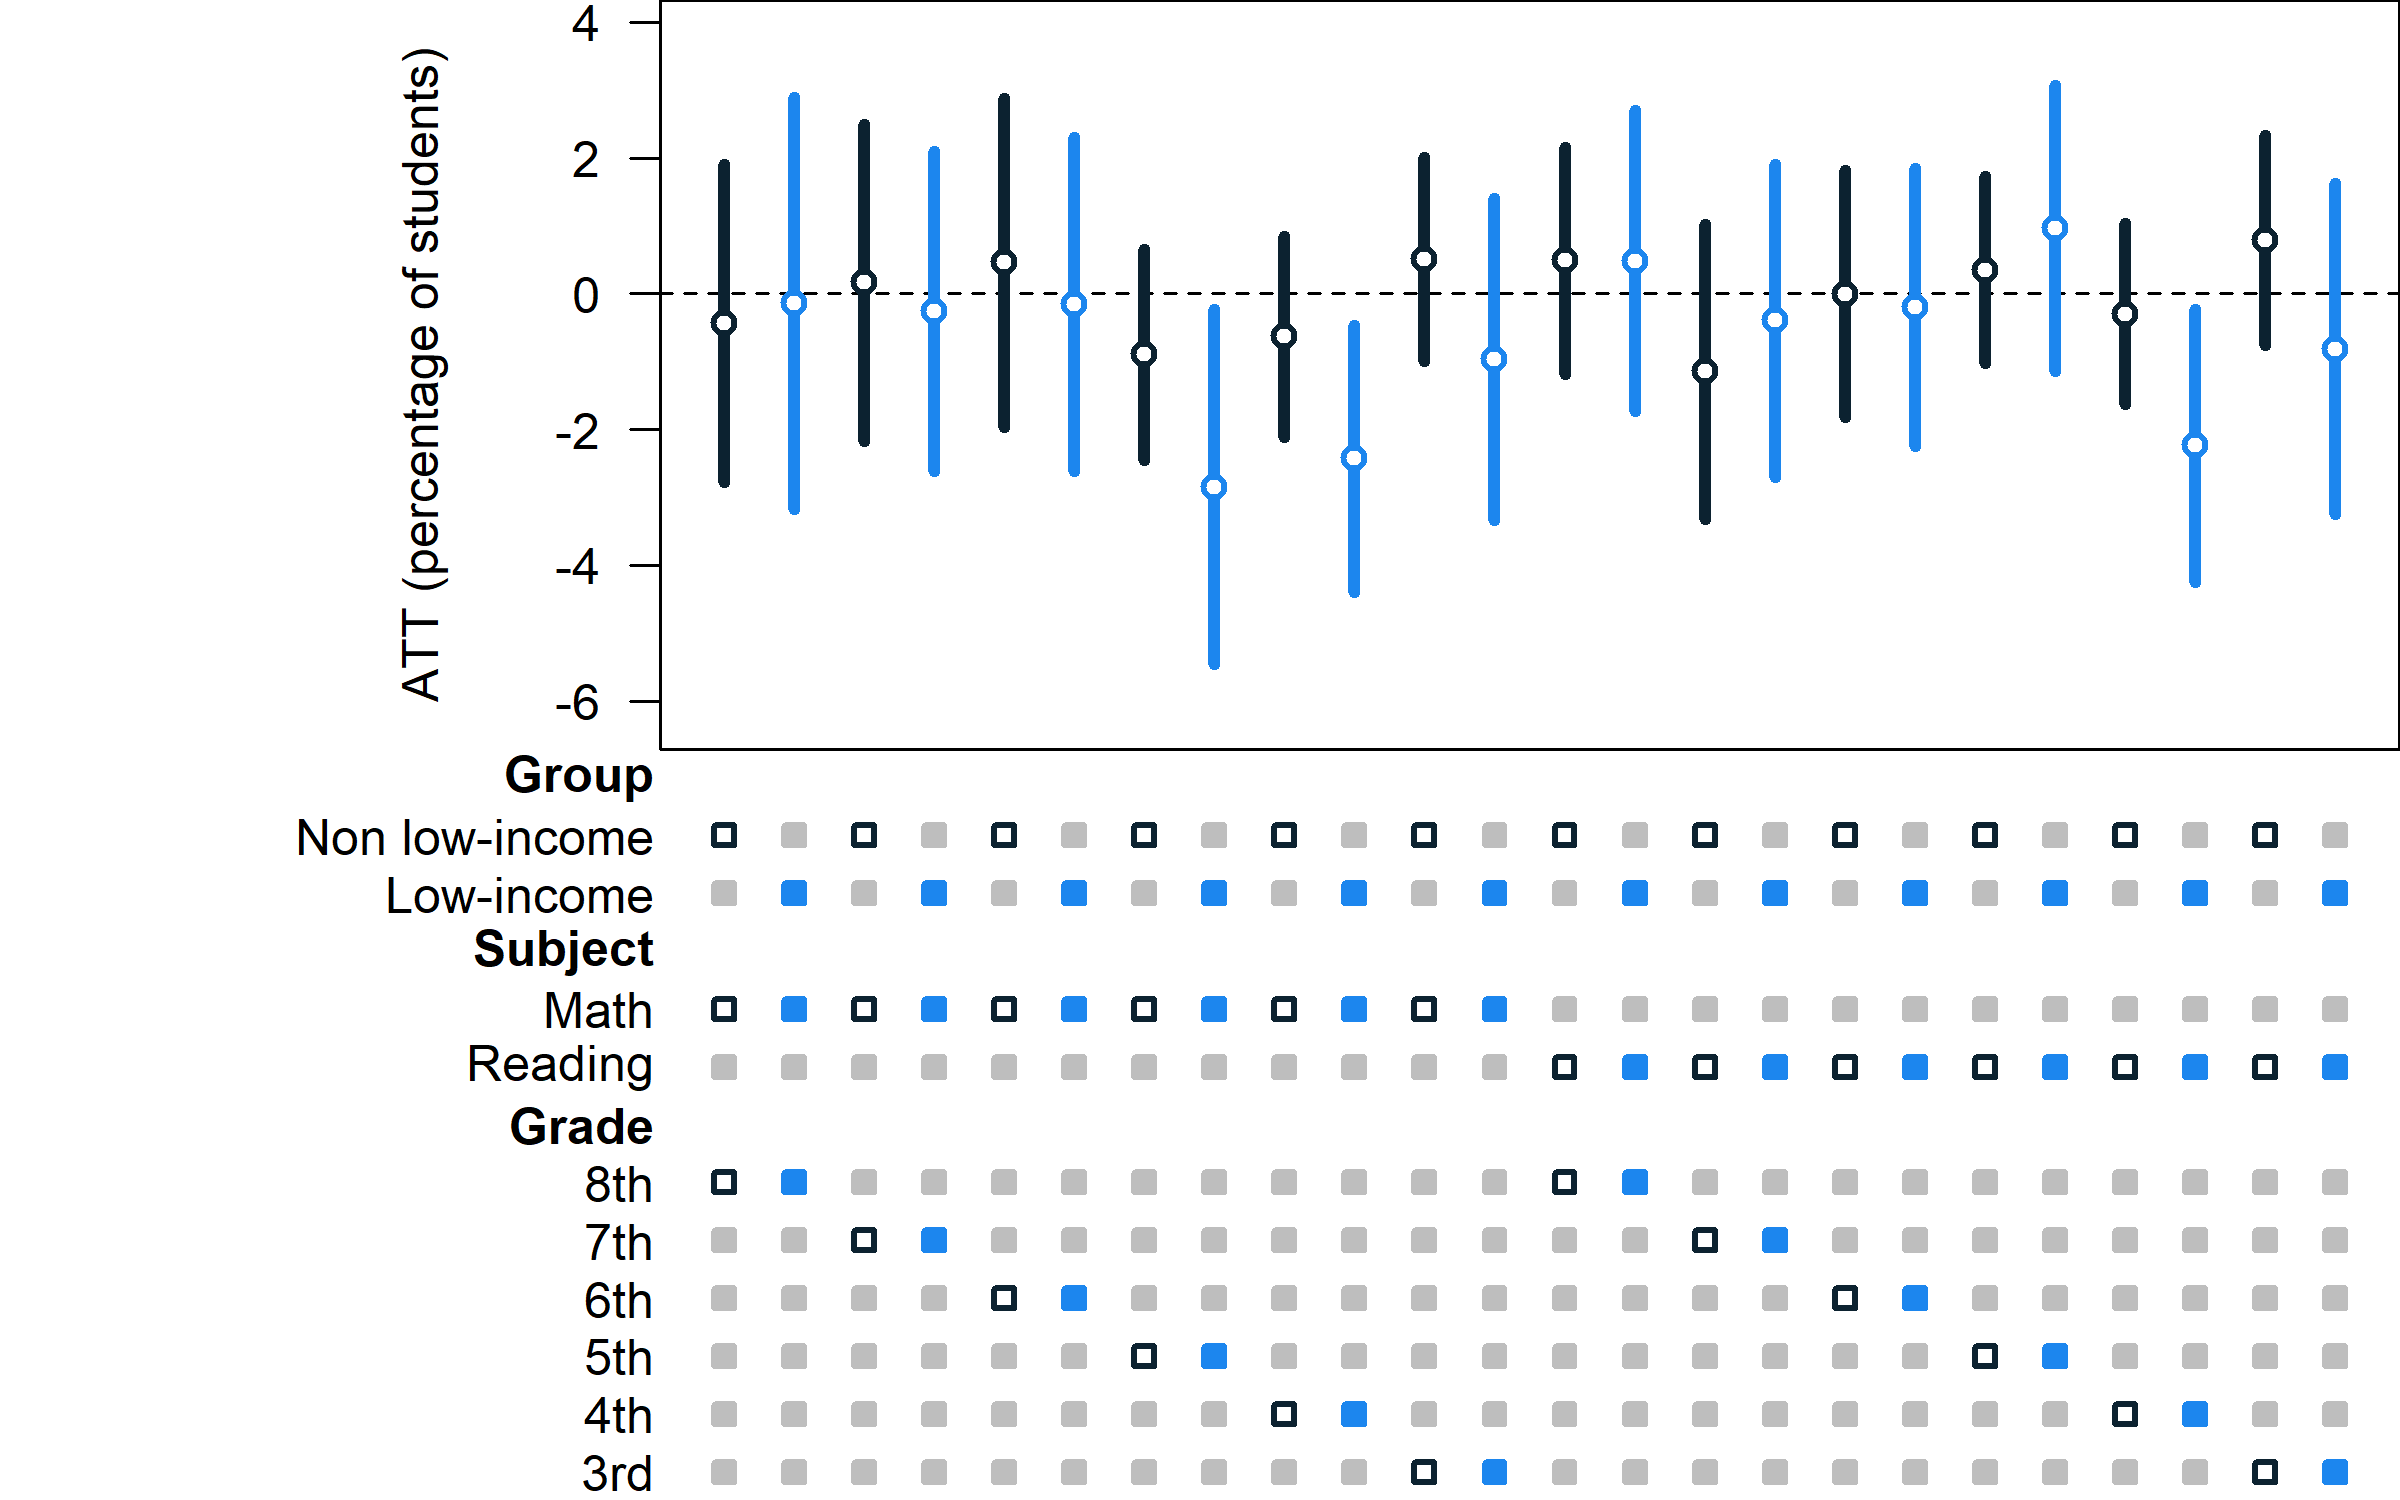 ATT (percentage of students)
4
2
0
-2
-4
-6
Group
Non low-income
Low-income
Subject
Math
Reading
Grade
8th
7th
6th
5th
4th
3rd